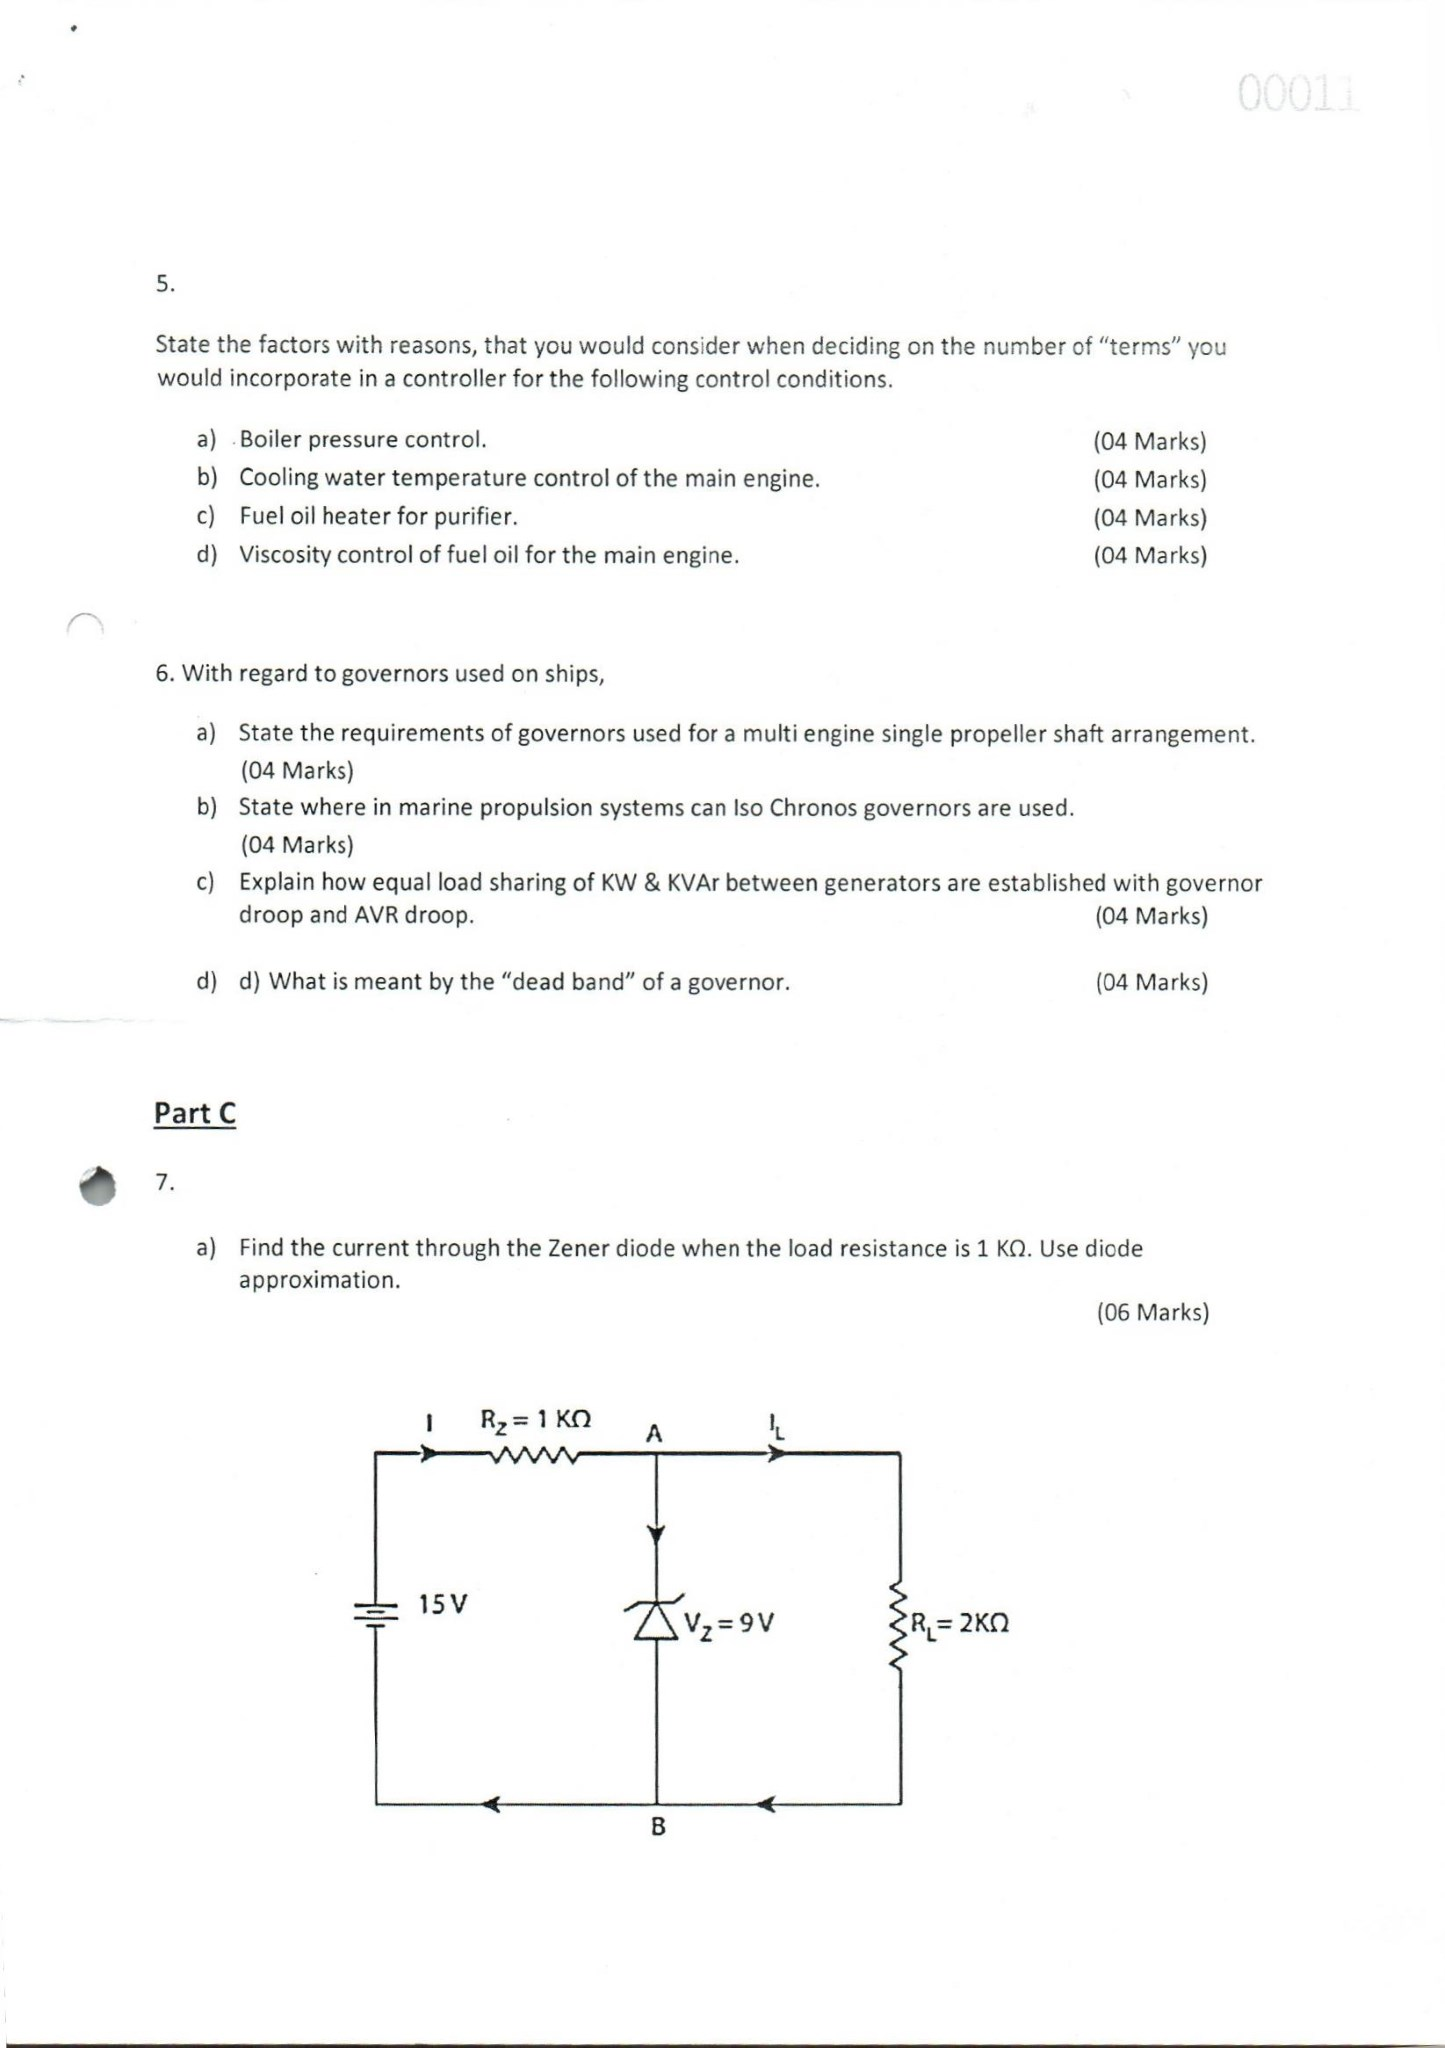 00011
5.
State the factors with reasons, that you would consider when deciding on the number of “terms” you
would incorporate in a controller for the following control conditions.
a) Boiler pressure control. (04 Marks)
b) Cooling water temperature control of the main engine. (04 Marks)
c) Fuel oil heater for purifier. (04 Marks)
d) Viscosity control of fuel oil for the main engine. (04 Marks)
6. With regard to governors used on ships,
a) State the requirements of governors used for a multi engine single propeller shaft arrangement.
(04 Marks)
b) State where in marine propulsion systems can Iso Chronos governors are used.
(04 Marks)
c) Explain how equal load sharing of KW & KVAr between generators are established with governor
droop and AVR droop. (04 Marks)
d) d) What is meant by the “dead band” of a governor. (04 Marks)
Part C
7.
a) Find the current through the Zener diode when the load resistance is 1 KΩ. Use diode
approximation.
(06 Marks)
I R_Z = 1 KΩ A I_L
15 V V_Z = 9 V R_L = 2KΩ
B